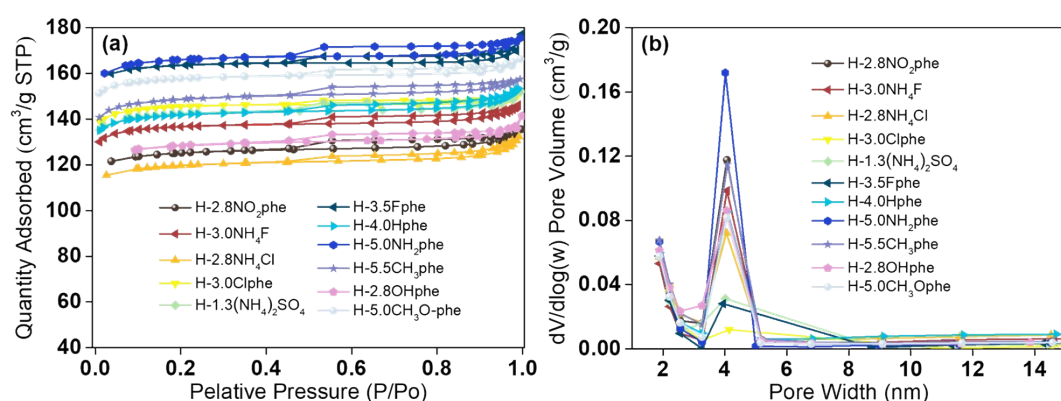 (a)
Quantity Adsorbed (cm³/g STP)
180
160
140
120
100
80
60
40
H-2.8NO₂phe
H-3.0NH₄F
H-2.8NH₄Cl
H-3.0Clphe
H-1.3(NH₄)₂SO₄
H-3.5Fphe
H-4.0Hphe
H-5.0NH₂phe
H-5.5CH₃phe
H-2.8OHphe
H-5.0CH₃O-phe
0.0 0.2 0.4 0.6 0.8 1.0
Pelative Pressure (P/Po)
(b)
dV/dlog(w) Pore Volume (cm³/g)
0.20
0.16
0.12
0.08
0.04
0.00
H-2.8NO₂phe
H-3.0NH₄F
H-2.8NH₄Cl
H-3.0Clphe
H-1.3(NH₄)₂SO₄
H-3.5Fphe
H-4.0Hphe
H-5.0NH₂phe
H-5.5CH₃phe
H-2.8OHphe
H-5.0CH₃Ophe
2 4 6 8 10 12 14
Pore Width (nm)